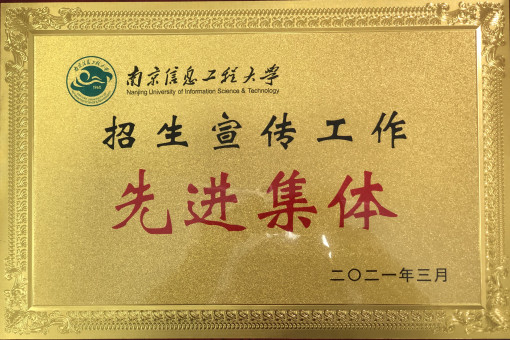 南京信息工程大学
Nanjing University of Information Science & Technology
招生宣传工作
先进集体
二〇二一年三月